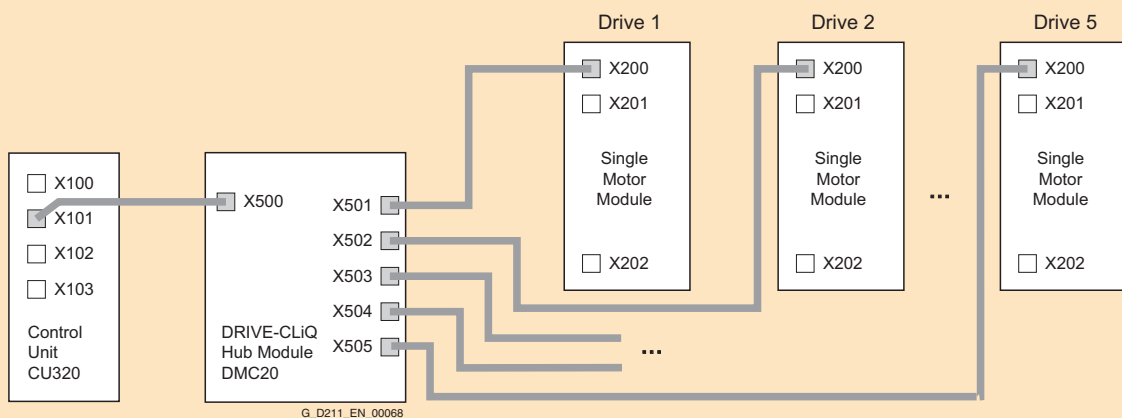 Drive 1
Drive 2
Drive 5
X200
X201
Single
Motor
Module
X202
X200
X201
Single
Motor
Module
X202
...
X200
X201
Single
Motor
Module
X202
X100
X101
X102
X103
Control
Unit
CU320
X500
X501
X502
X503
X504
X505
DRIVE-CLiQ
Hub Module
DMC20
...
G_D211_EN_00068